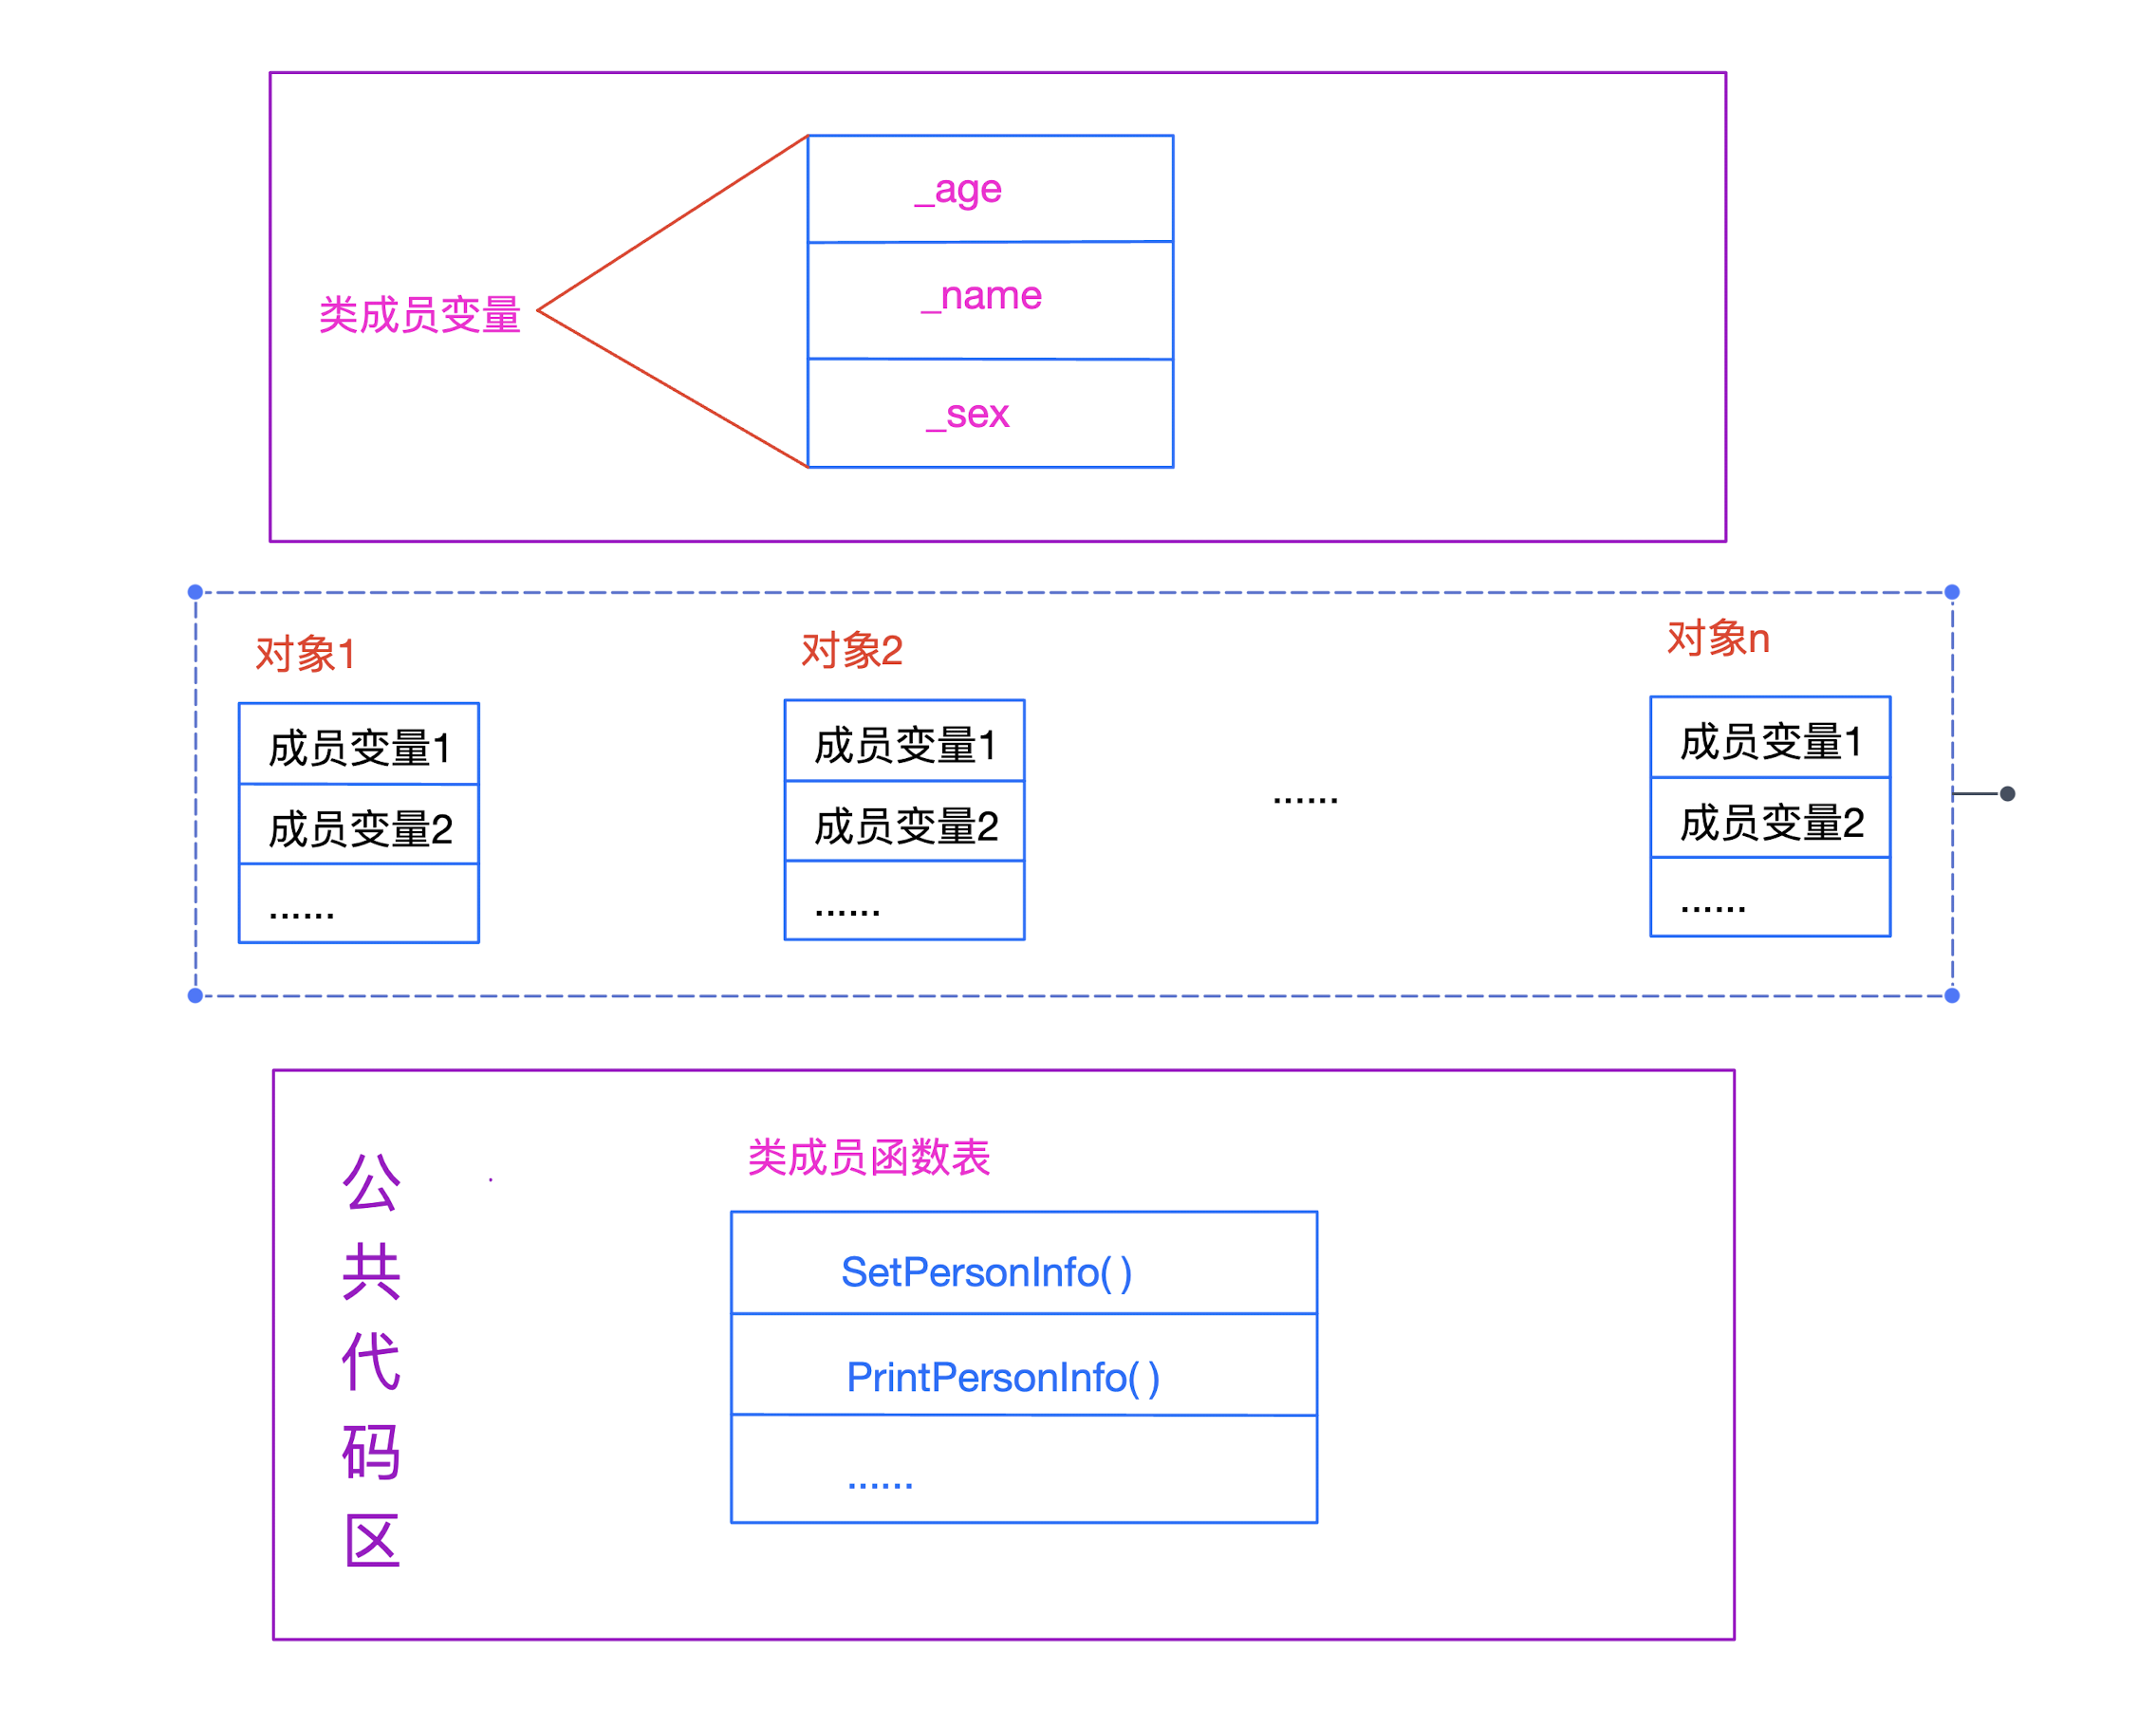 _age
_name
类成员变量
_sex
对象1
对象2
对象n
成员变量1
成员变量2
......
成员变量1
成员变量2
......
......
成员变量1
成员变量2
......
公
共
代
码
区
类成员函数表
SetPersonInfo( )
PrintPersonInfo( )
......